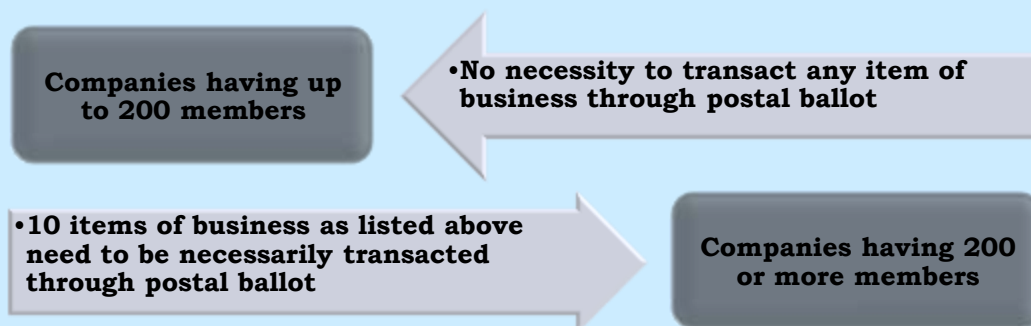 Companies having up
to 200 members
•No necessity to transact any item of
business through postal ballot
•10 items of business as listed above
need to be necessarily transacted
through postal ballot
Companies having 200
or more members